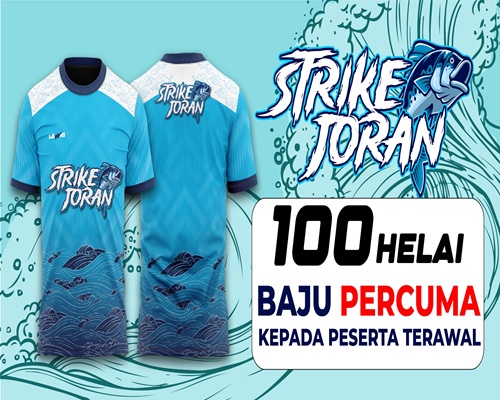 STRIKE
JORAN
STRIKE
JORAN
STRIKE
JORAN
100 HELAI
BAJU PERCUMA
KEPADA PESERTA TERAWAL